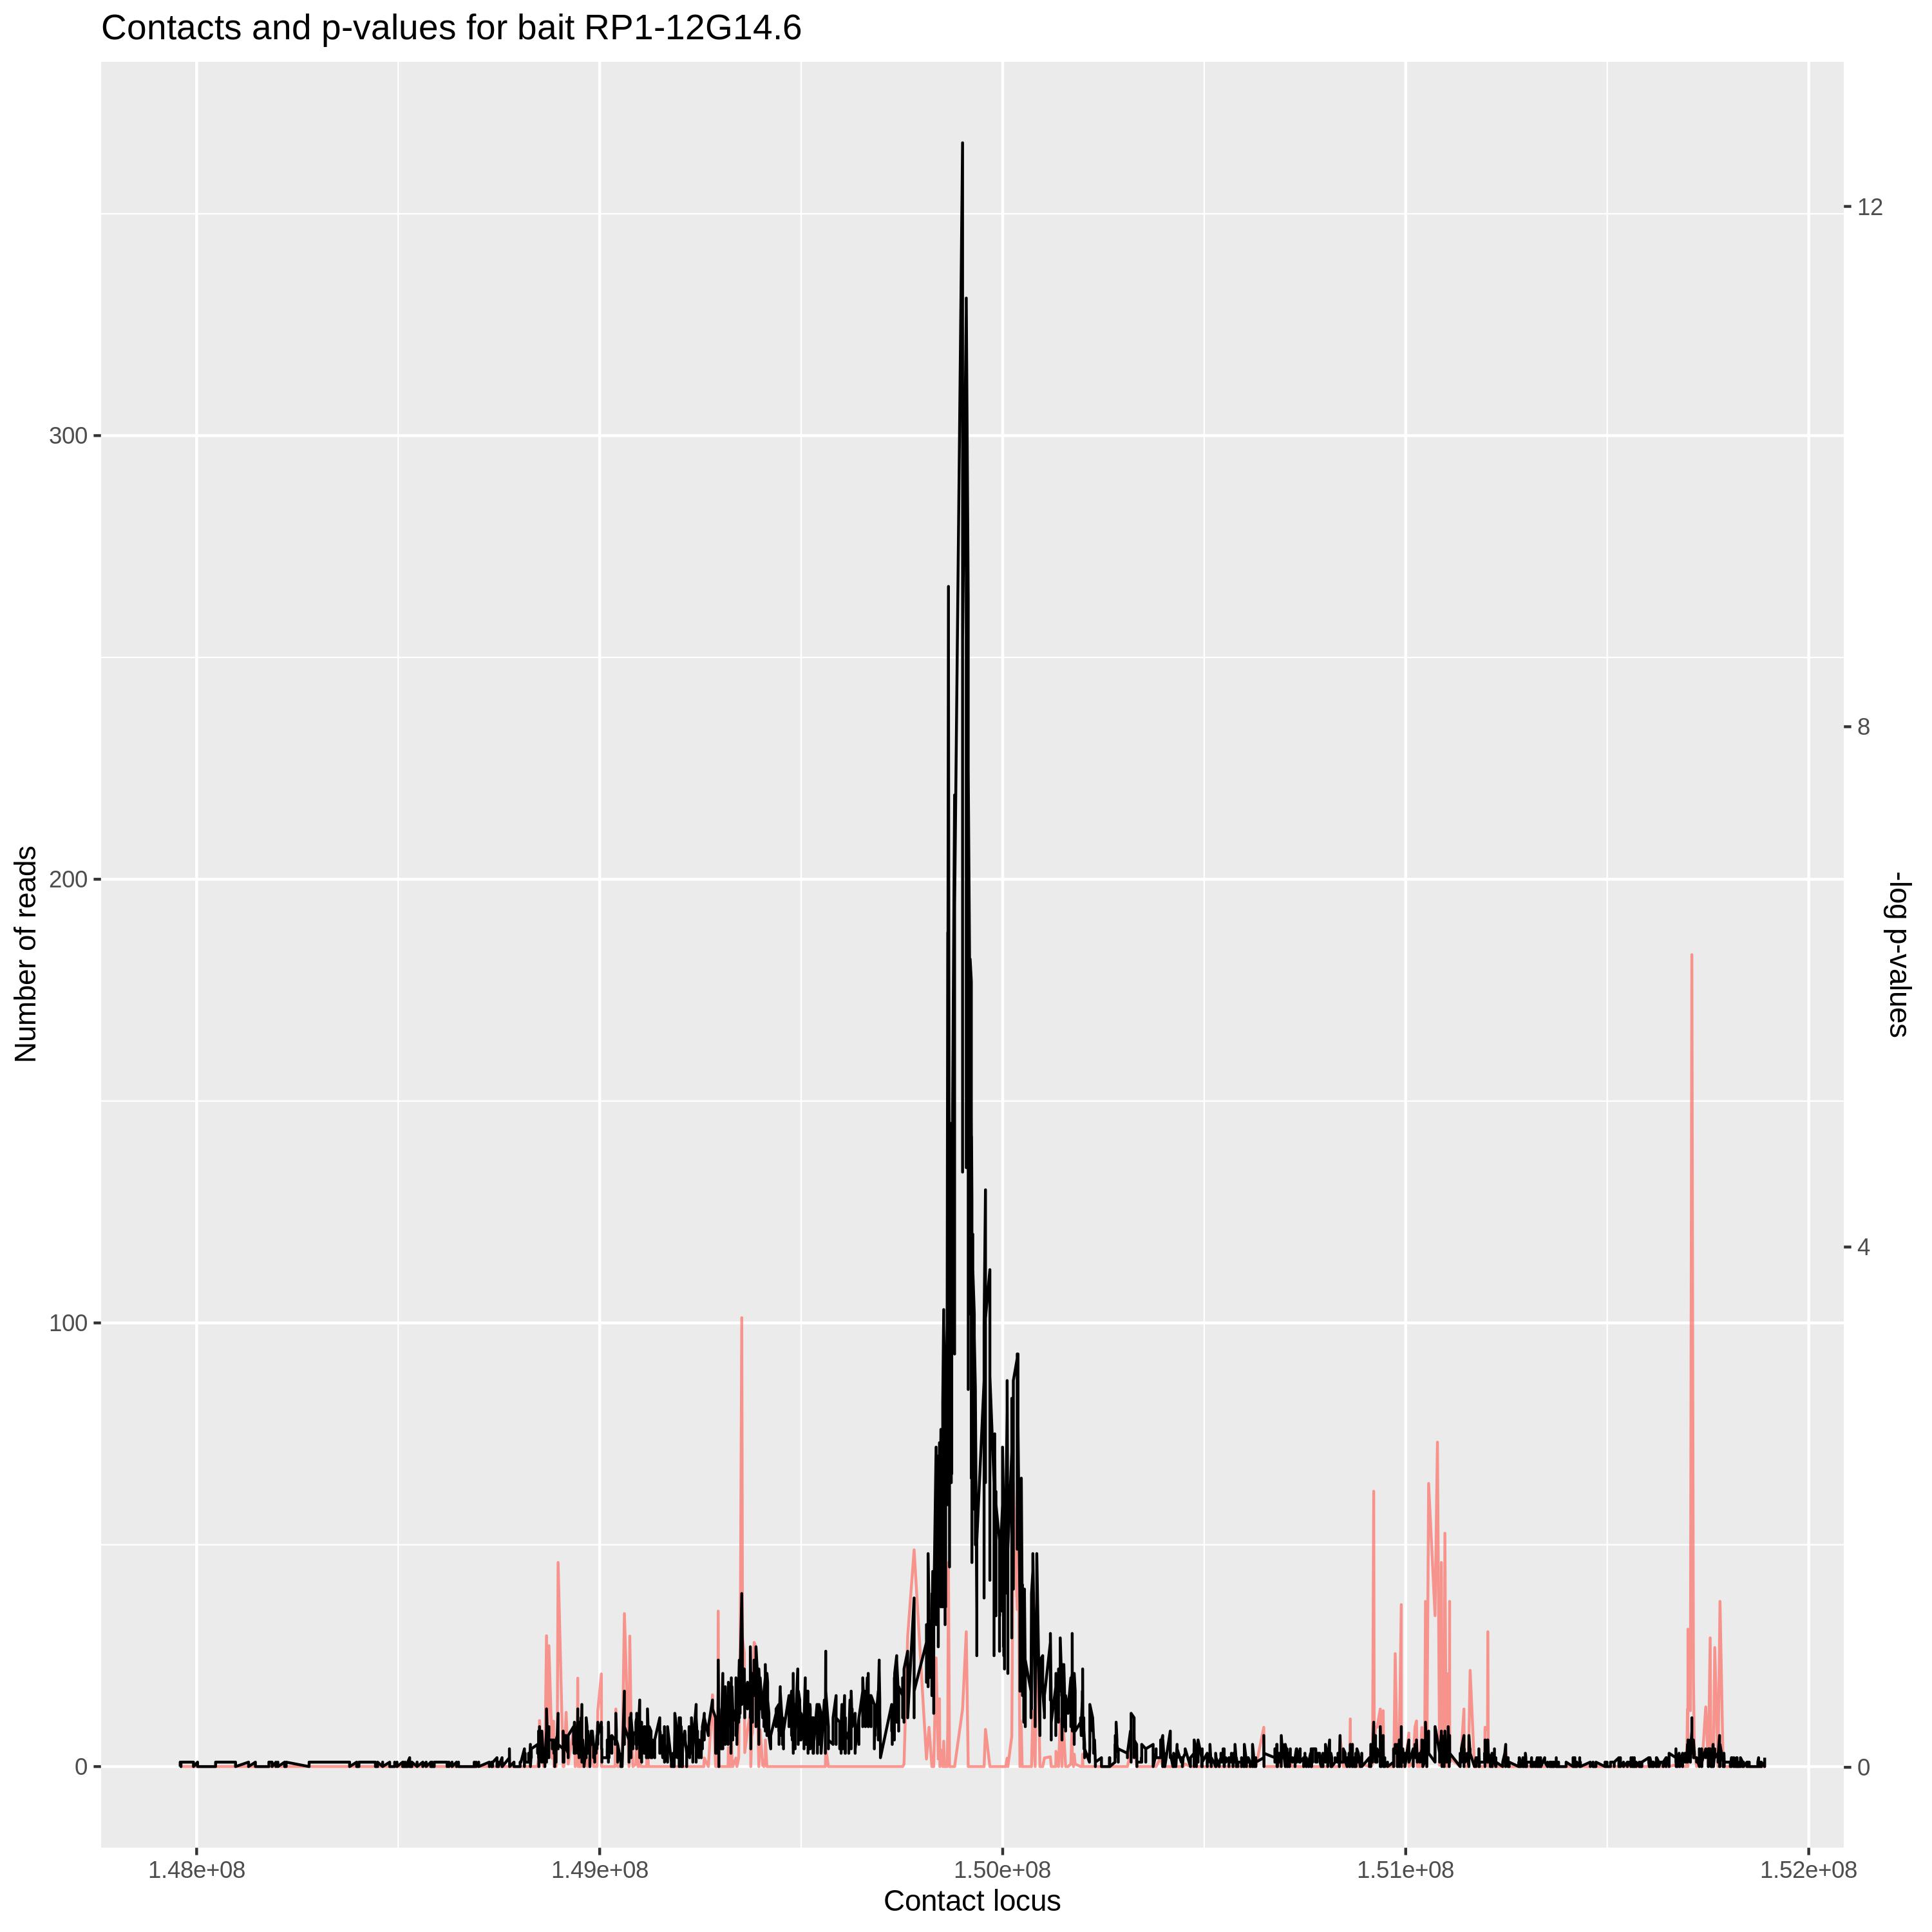 Contacts and p-values for bait RP1-12G14.6
300
200
100
0
Number of reads
12
8
4
0
-log p-values
1.48e+08 1.49e+08 1.50e+08 1.51e+08 1.52e+08
Contact locus